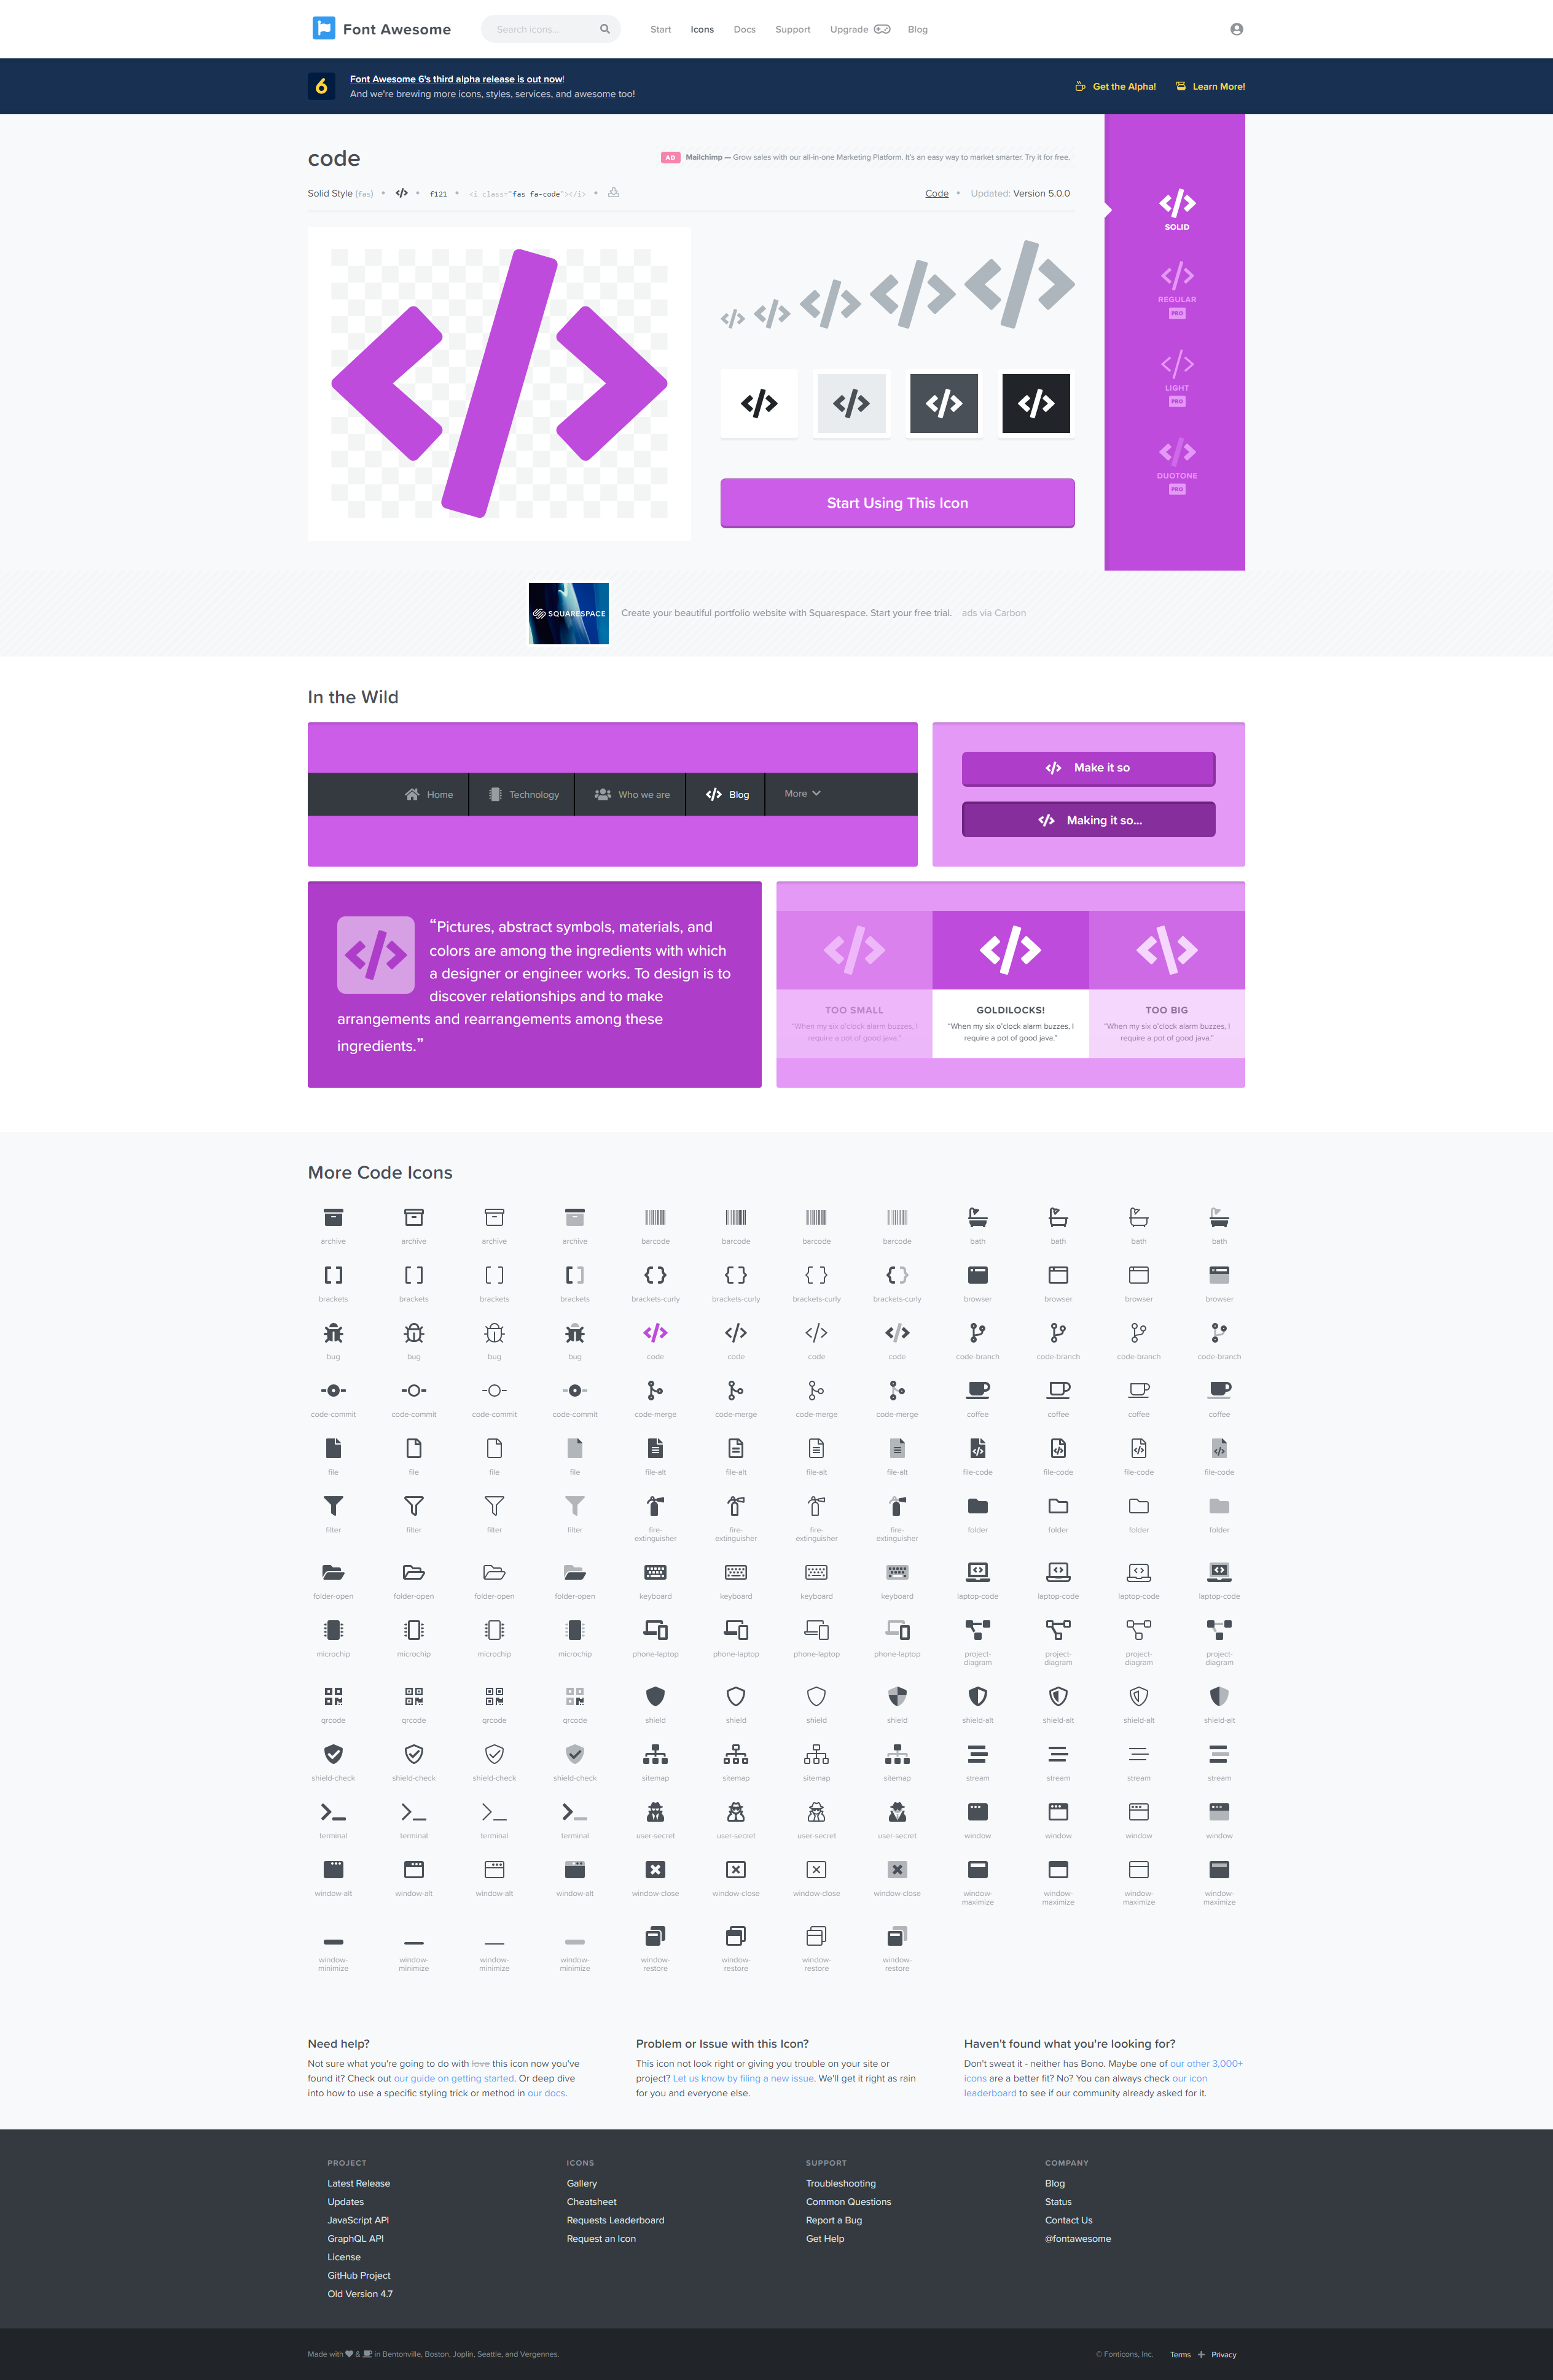 Font Awesome
Search icons...
Start Icons Docs Support Upgrade Blog
6
Font Awesome 6's third alpha release is out now!
And we're brewing more icons, styles, services, and awesome too!
Get the Alpha! Learn More!
code
AD Mailchimp — Grow sales with our all-in-one Marketing Platform. It's an easy way to market smarter. Try it for free.
Solid Style (fas) • </> • f121 • <i class="fas fa-code"></i> •
Code • Updated: Version 5.0.0
SOLID
REGULAR
PRO
LIGHT
PRO
DUOTONE
PRO
Start Using This Icon
SQUARESPACE
Create your beautiful portfolio website with Squarespace. Start your free trial. ads via Carbon
In the Wild
Home Technology Who we are Blog More
Make it so
Making it so...
“Pictures, abstract symbols, materials, and
colors are among the ingredients with which
a designer or engineer works. To design is to
discover relationships and to make
arrangements and rearrangements among these
ingredients.”
TOO SMALL
“When my six o'clock alarm buzzes, I
require a pot of good java.”
GOLDILOCKS!
“When my six o'clock alarm buzzes, I
require a pot of good java.”
TOO BIG
“When my six o'clock alarm buzzes, I
require a pot of good java.”
More Code Icons
archive archive archive archive barcode barcode barcode barcode bath bath bath bath
brackets brackets brackets brackets brackets-curly brackets-curly brackets-curly brackets-curly browser browser browser browser
bug bug bug bug code code code code code-branch code-branch code-branch code-branch
code-commit code-commit code-commit code-commit code-merge code-merge code-merge code-merge coffee coffee coffee coffee
file file file file file-alt file-alt file-alt file-alt file-code file-code file-code file-code
filter filter filter filter fire- fire- fire- fire- folder folder folder folder
extinguisher extinguisher extinguisher extinguisher
folder-open folder-open folder-open folder-open keyboard keyboard keyboard keyboard laptop-code laptop-code laptop-code laptop-code
microchip microchip microchip microchip phone-laptop phone-laptop phone-laptop phone-laptop project- project- project- project-
diagram diagram diagram diagram
qrcode qrcode qrcode qrcode shield shield shield shield shield-alt shield-alt shield-alt shield-alt
shield-check shield-check shield-check shield-check sitemap sitemap sitemap sitemap stream stream stream stream
terminal terminal terminal terminal user-secret user-secret user-secret user-secret window window window window
window-alt window-alt window-alt window-alt window-close window-close window-close window-close window- window- window- window-
maximize maximize maximize maximize
window- window- window- window- window- window- window- window-
minimize minimize minimize minimize restore restore restore restore
Need help?
Not sure what you're going to do with love this icon now you've
found it? Check out our guide on getting started. Or deep dive
into how to use a specific styling trick or method in our docs.
Problem or Issue with this Icon?
This icon not look right or giving you trouble on your site or
project? Let us know by filing a new issue. We'll get it right as rain
for you and everyone else.
Haven't found what you're looking for?
Don't sweat it - neither has Bono. Maybe one of our other 3,000+
icons are a better fit? No? You can always check our icon
leaderboard to see if our community already asked for it.
PROJECT
Latest Release
Updates
JavaScript API
GraphQL API
License
GitHub Project
Old Version 4.7
ICONS
Gallery
Cheatsheet
Requests Leaderboard
Request an Icon
SUPPORT
Troubleshooting
Common Questions
Report a Bug
Get Help
COMPANY
Blog
Status
Contact Us
@fontawesome
Made with & in Bentonville, Boston, Joplin, Seattle, and Vergennes.
© Fonticons, Inc. Terms Privacy